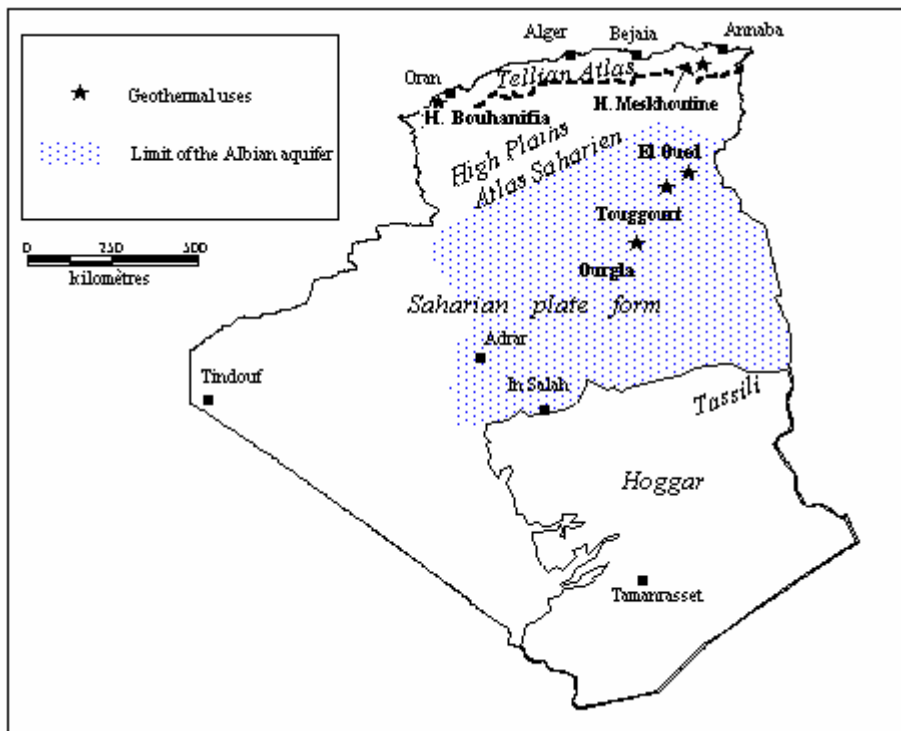 Annaba
Alger
Bejaia
Geothermal uses
Oran
Tellian Atlas
H. Meskhoutine
H. Bouhanifia
Limit of the Albian aquifer
High Plains
El Oued
Atlas Saharien
Touggourt
0 250 500
kilomètres
Ourgla
Saharian plate form
Adrar
Tindouf
In Salah
Tassili
Hoggar
Tamanrasset